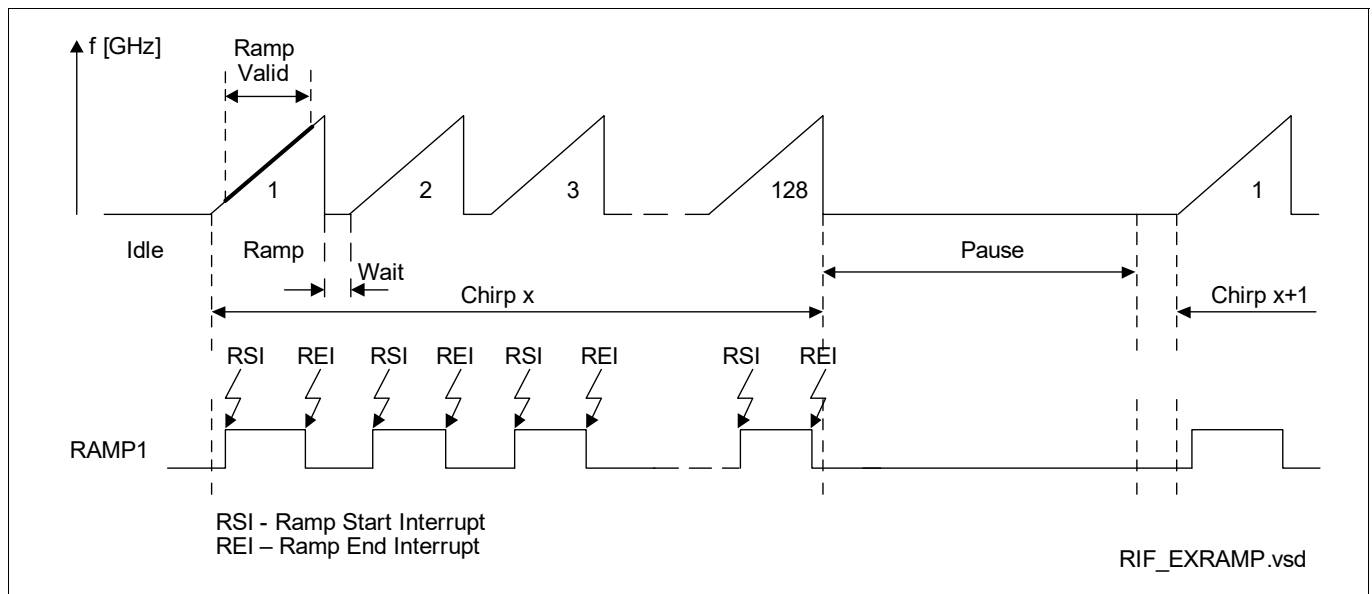 f [GHz]
Ramp
Valid
1
2
3
128
1
Idle
Ramp
Wait
Pause
Chirp x
Chirp x+1
RSI
REI
RSI
REI
RSI
REI
RSI
REI
RAMP1
RSI - Ramp Start Interrupt
REI – Ramp End Interrupt
RIF_EXRAMP.vsd